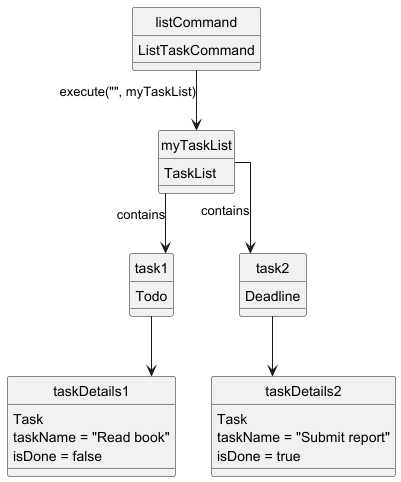 listCommand
ListTaskCommand
execute("", myTaskList)
myTaskList
TaskList
contains
contains
task1
Todo
task2
Deadline
taskDetails1
Task
taskName = "Read book"
isDone = false
taskDetails2
Task
taskName = "Submit report"
isDone = true